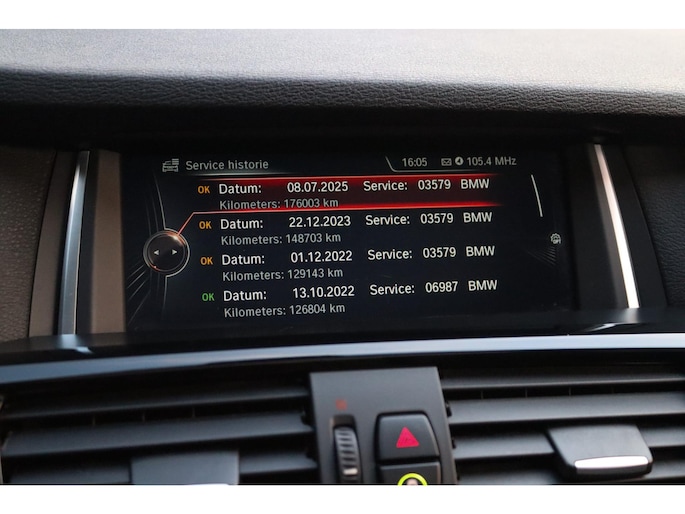 Service historie 16:05 105.4 MHz
OK Datum: 08.07.2025 Service: 03579 BMW
Kilometers: 176003 km
OK Datum: 22.12.2023 Service: 03579 BMW
Kilometers: 148703 km
OK Datum: 01.12.2022 Service: 03579 BMW
Kilometers: 129143 km
OK Datum: 13.10.2022 Service: 06987 BMW
Kilometers: 126804 km